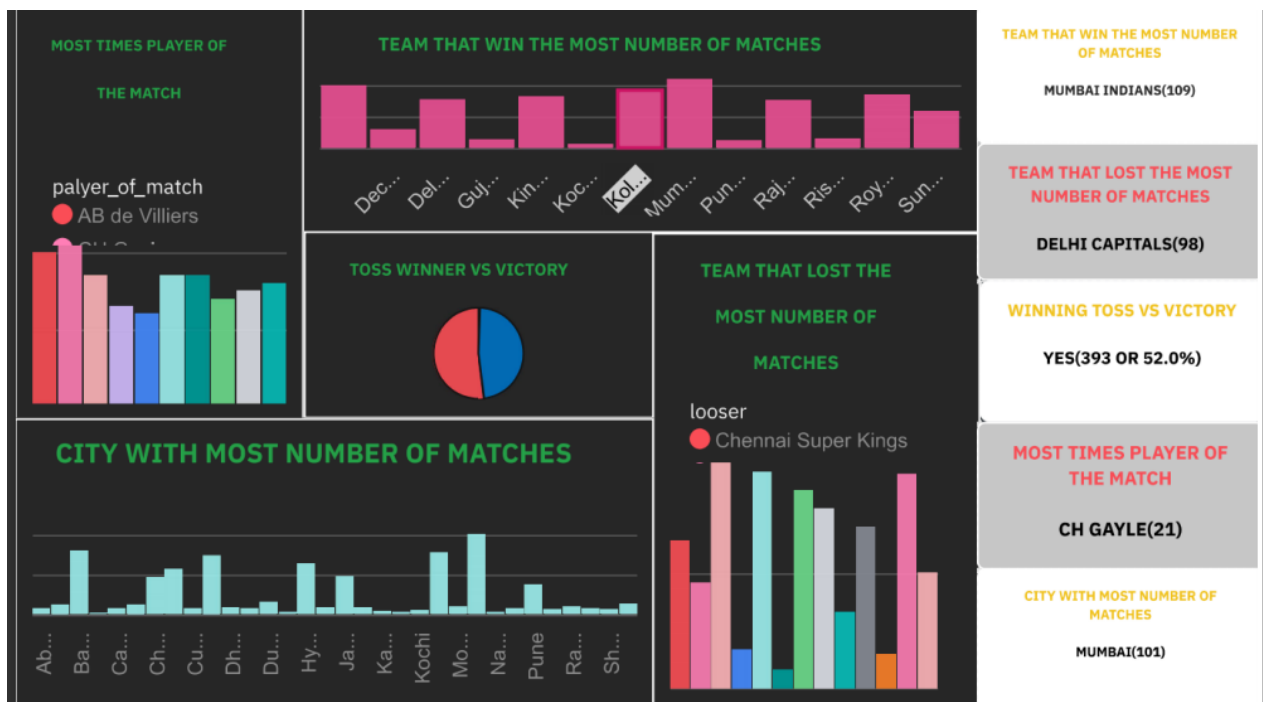 MOST TIMES PLAYER OF
THE MATCH
palyer_of_match
AB de Villiers
TEAM THAT WIN THE MOST NUMBER OF MATCHES
Dec...
Del...
Guj...
Kin...
Koc...
Kol...
Mum...
Pun...
Raj...
Ris...
Roy...
Sun...
TOSS WINNER VS VICTORY
TEAM THAT LOST THE
MOST NUMBER OF
MATCHES
looser
Chennai Super Kings
CITY WITH MOST NUMBER OF MATCHES
Ab...
Ba...
Ca...
Ch...
Cu...
Dh...
Du...
Hy...
Ja...
Ka...
Kochi
Mo...
Na...
Pune
Ra...
Sh...
TEAM THAT WIN THE MOST NUMBER
OF MATCHES
MUMBAI INDIANS(109)
TEAM THAT LOST THE MOST
NUMBER OF MATCHES
DELHI CAPITALS(98)
WINNING TOSS VS VICTORY
YES(393 OR 52.0%)
MOST TIMES PLAYER OF
THE MATCH
CH GAYLE(21)
CITY WITH MOST NUMBER OF
MATCHES
MUMBAI(101)